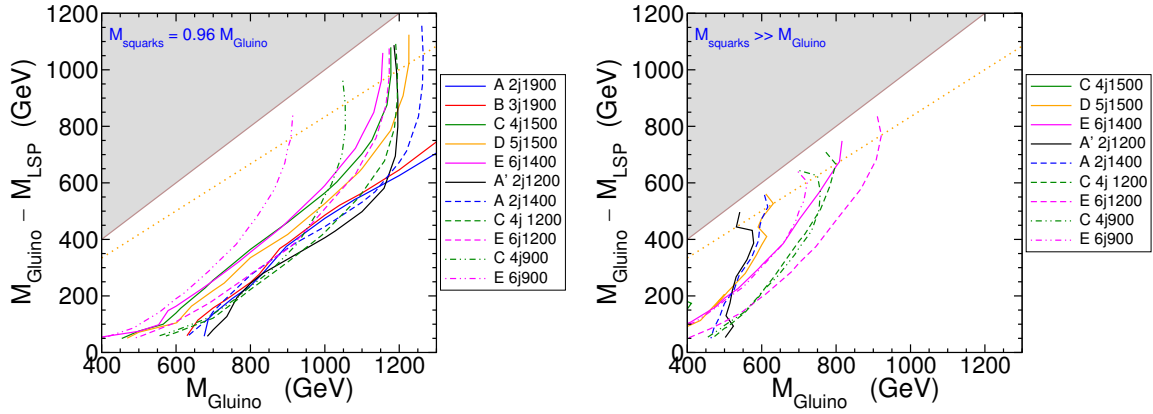 M_squarks = 0.96 M_Gluino
M_Gluino − M_LSP (GeV)
1200
1000
800
600
400
200
0
400 600 800 1000 1200
M_Gluino (GeV)
A 2j1900
B 3j1900
C 4j1500
D 5j1500
E 6j1400
A' 2j1200
A 2j1400
C 4j 1200
E 6j1200
C 4j900
E 6j900
M_squarks >> M_Gluino
M_Gluino − M_LSP (GeV)
1200
1000
800
600
400
200
0
400 600 800 1000 1200
M_Gluino (GeV)
C 4j1500
D 5j1500
E 6j1400
A' 2j1200
A 2j1400
C 4j 1200
E 6j1200
C 4j900
E 6j900